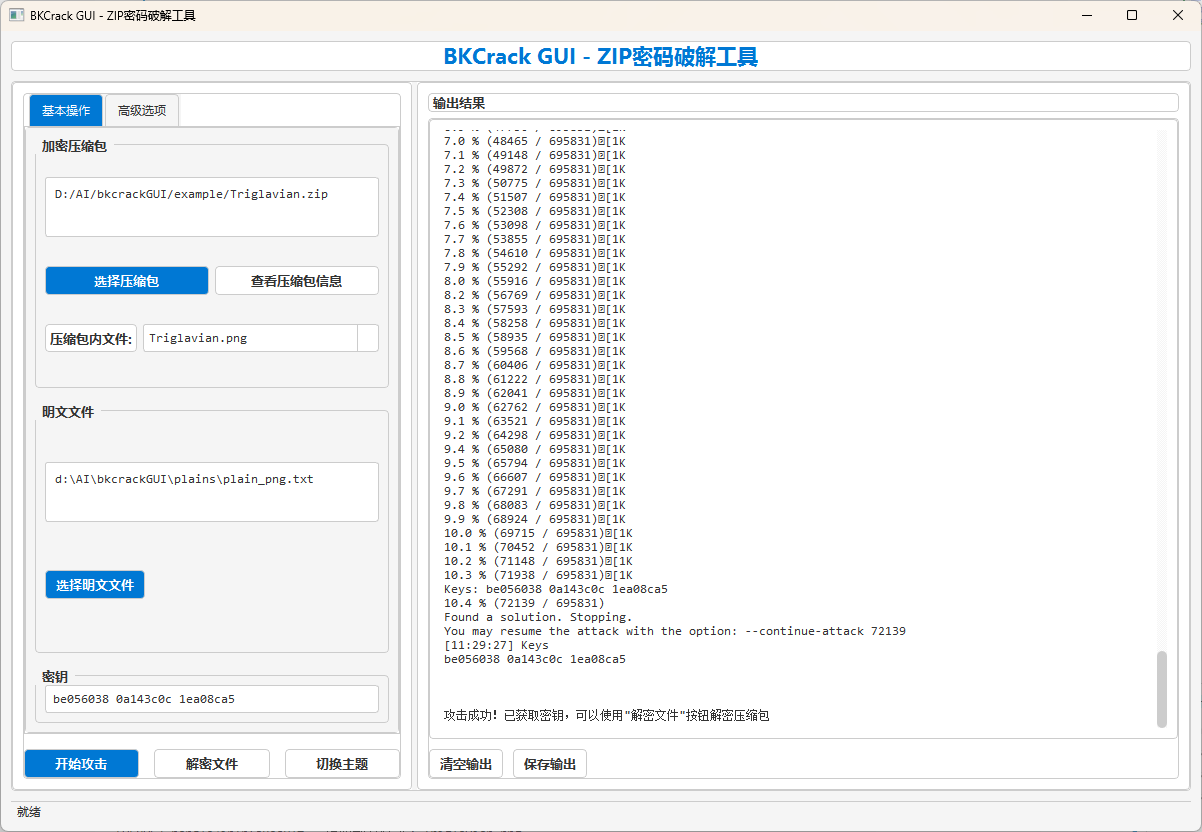 BKCrack GUI - ZIP密码破解工具
BKCrack GUI - ZIP密码破解工具
基本操作
高级选项
加密压缩包
D:/AI/bkcrackGUI/example/Triglavian.zip
选择压缩包
查看压缩包信息
压缩包内文件:
Triglavian.png
明文文件
d:\AI\bkcrackGUI\plains\plain_png.txt
选择明文文件
密钥
be056038 0a143c0c 1ea08ca5
开始攻击
解密文件
切换主题
输出结果
7.0 % (48465 / 695831)[1K
7.1 % (49148 / 695831)[1K
7.2 % (49872 / 695831)[1K
7.3 % (50775 / 695831)[1K
7.4 % (51507 / 695831)[1K
7.5 % (52308 / 695831)[1K
7.6 % (53098 / 695831)[1K
7.7 % (53855 / 695831)[1K
7.8 % (54610 / 695831)[1K
7.9 % (55292 / 695831)[1K
8.0 % (55916 / 695831)[1K
8.2 % (56769 / 695831)[1K
8.3 % (57593 / 695831)[1K
8.4 % (58258 / 695831)[1K
8.5 % (58935 / 695831)[1K
8.6 % (59568 / 695831)[1K
8.7 % (60406 / 695831)[1K
8.8 % (61222 / 695831)[1K
8.9 % (62041 / 695831)[1K
9.0 % (62762 / 695831)[1K
9.1 % (63521 / 695831)[1K
9.2 % (64298 / 695831)[1K
9.4 % (65080 / 695831)[1K
9.5 % (65794 / 695831)[1K
9.6 % (66607 / 695831)[1K
9.7 % (67291 / 695831)[1K
9.8 % (68083 / 695831)[1K
9.9 % (68924 / 695831)[1K
10.0 % (69715 / 695831)[1K
10.1 % (70452 / 695831)[1K
10.2 % (71148 / 695831)[1K
10.3 % (71938 / 695831)[1K
Keys: be056038 0a143c0c 1ea08ca5
10.4 % (72139 / 695831)
Found a solution. Stopping.
You may resume the attack with the option: --continue-attack 72139
[11:29:27] Keys
be056038 0a143c0c 1ea08ca5
攻击成功！已获取密钥，可以使用"解密文件"按钮解密压缩包
清空输出
保存输出
就绪